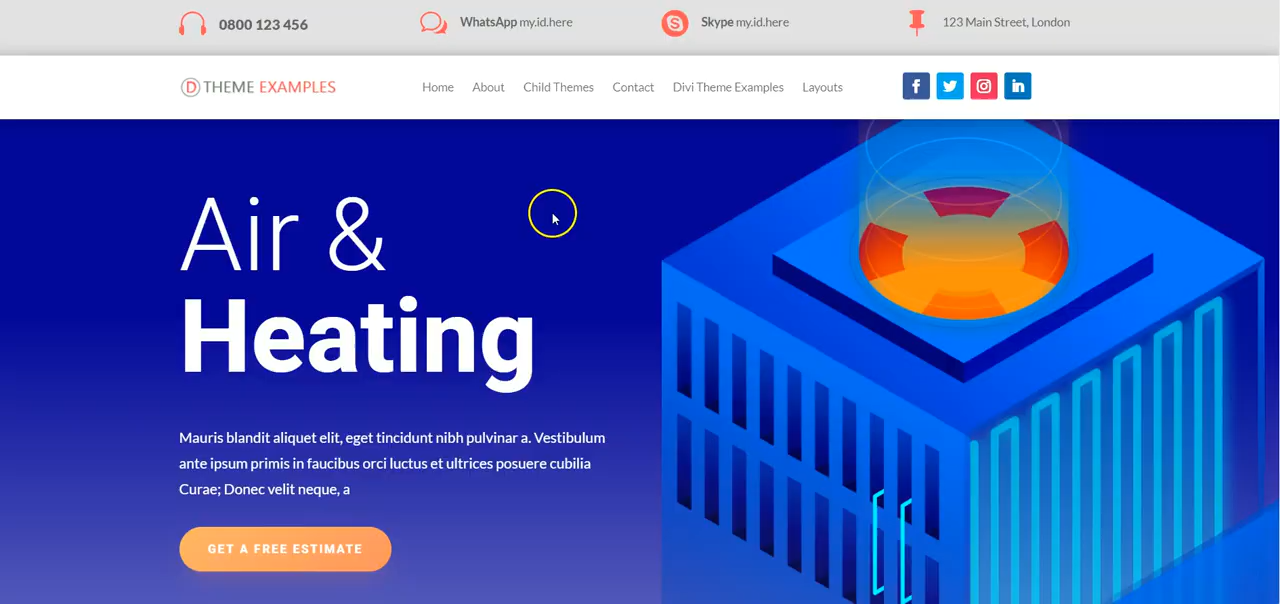 0800 123 456
WhatsApp my.id.here
Skype my.id.here
123 Main Street, London
D THEME EXAMPLES
Home About Child Themes Contact Divi Theme Examples Layouts
Air &
Heating
Mauris blandit aliquet elit, eget tincidunt nibh pulvinar a. Vestibulum
ante ipsum primis in faucibus orci luctus et ultrices posuere cubilia
Curae; Donec velit neque, a
GET A FREE ESTIMATE